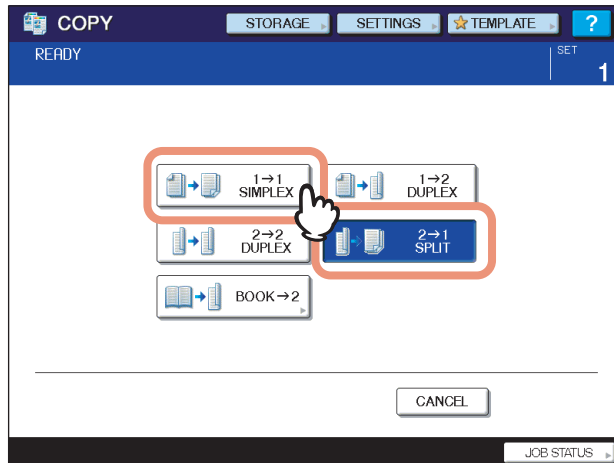 COPY
STORAGE
SETTINGS
TEMPLATE
?
READY
SET
1
1→1
SIMPLEX
1→2
DUPLEX
2→2
DUPLEX
2→1
SPLIT
BOOK→2
CANCEL
JOB STATUS